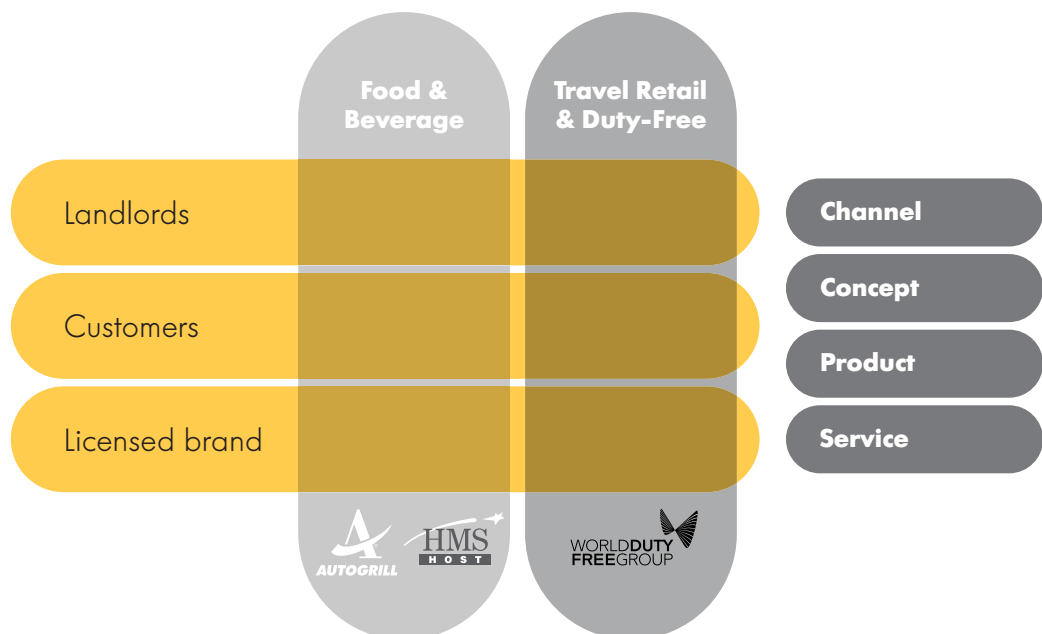 Food &
Beverage
Travel Retail
& Duty-Free
Landlords
Customers
Licensed brand
Channel
Concept
Product
Service
A
AUTOGRILL
HMS
HOST
WORLDDUTY
FREEGROUP